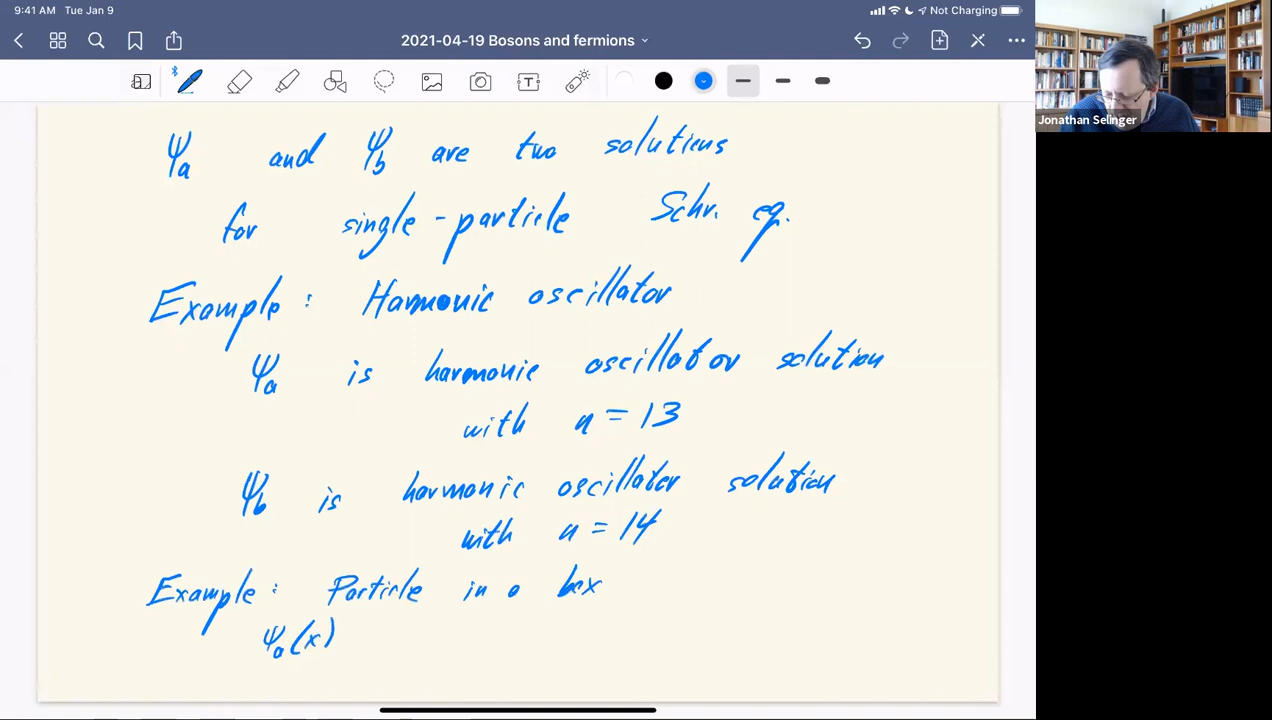 9:41 AM Tue Jan 9
Not Charging
2021-04-19 Bosons and fermions
T
Jonathan Selinger
Ψa and Ψb are two solutions
for single-particle Schr. eq.
Example: Harmonic oscillator
Ψa is harmonic oscillator solution
with n = 13
Ψb is harmonic oscillator solution
with n = 14
Example: Particle in a box
Ψa(x)